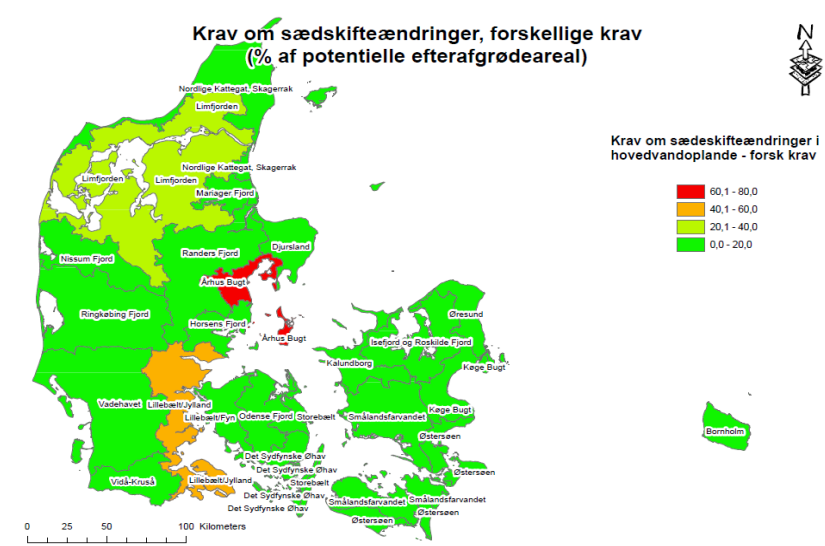 Krav om sædskifteændringer, forskellige krav
(% af potentielle efterafgrødeareal)
N
Krav om sædeskifteændringer i
hovedvandoplande - forsk krav
60,1 - 80,0
40,1 - 60,0
20,1 - 40,0
0,0 - 20,0
Nordlige Kattegat, Skagerrak
Limfjorden
Nordlige Kattegat, Skagerrak
Limfjorden
Limfjorden
Mariager Fjord
Djursland
Randers Fjord
Nissum Fjord
Århus Bugt
Ringkøbing Fjord
Horsens Fjord
Århus Bugt
Øresund
Isefjord og Roskilde Fjord
Kalundborg
Køge Bugt
Vadehavet
Lillebælt/Jylland
Lillebælt/Fyn
Odense Fjord
Storebælt
Smålandsfarvandet
Køge Bugt
Bornholm
Østersøen
Det Sydfynske Øhav
Det Sydfynske Øhav
Østersøen
Vidå-Kruså
Lillebælt/Jylland
Storebælt
Det Sydfynske Øhav
Smålandsfarvandet
Smålandsfarvandet
Det Sydfynske Øhav
Østersøen
Østersøen
0 25 50 100 Kilometers